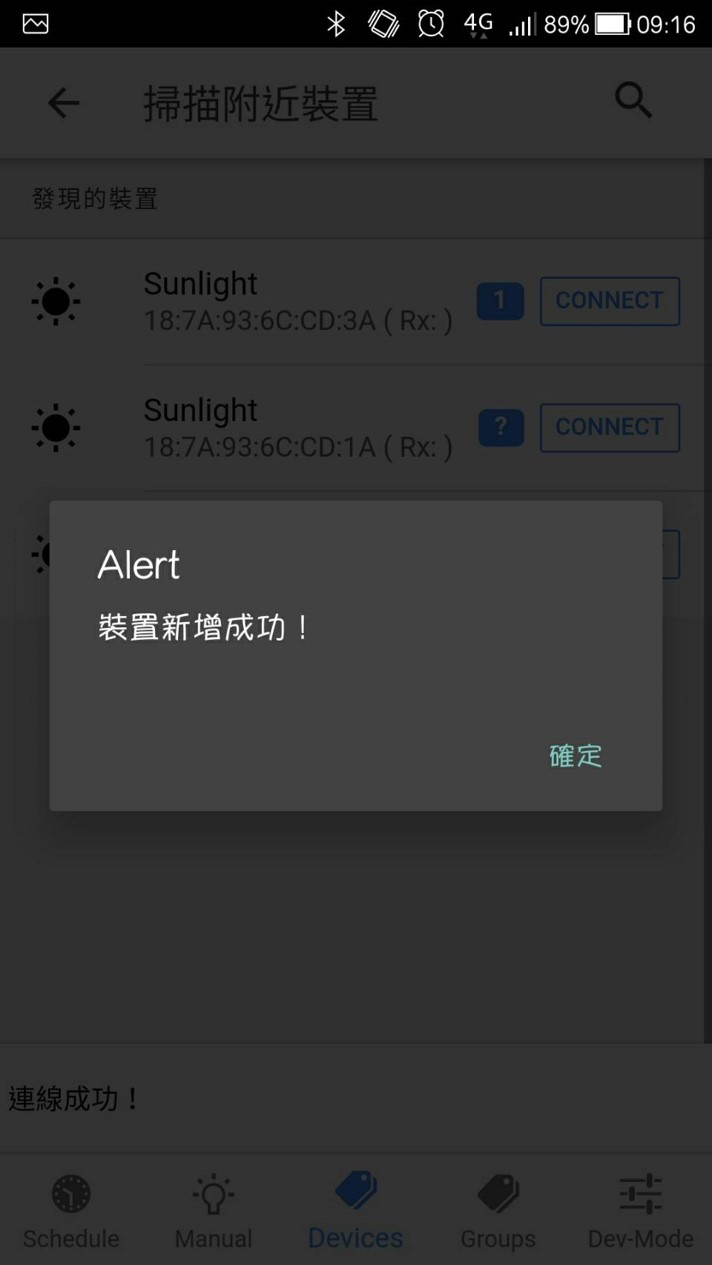 4G 89% 09:16
掃描附近裝置
發現的裝置
Sunlight
18:7A:93:6C:CD:3A ( Rx: )
1
CONNECT
Sunlight
18:7A:93:6C:CD:1A ( Rx: )
?
CONNECT
Alert
裝置新增成功！
確定
連線成功！
Schedule
Manual
Devices
Groups
Dev-Mode